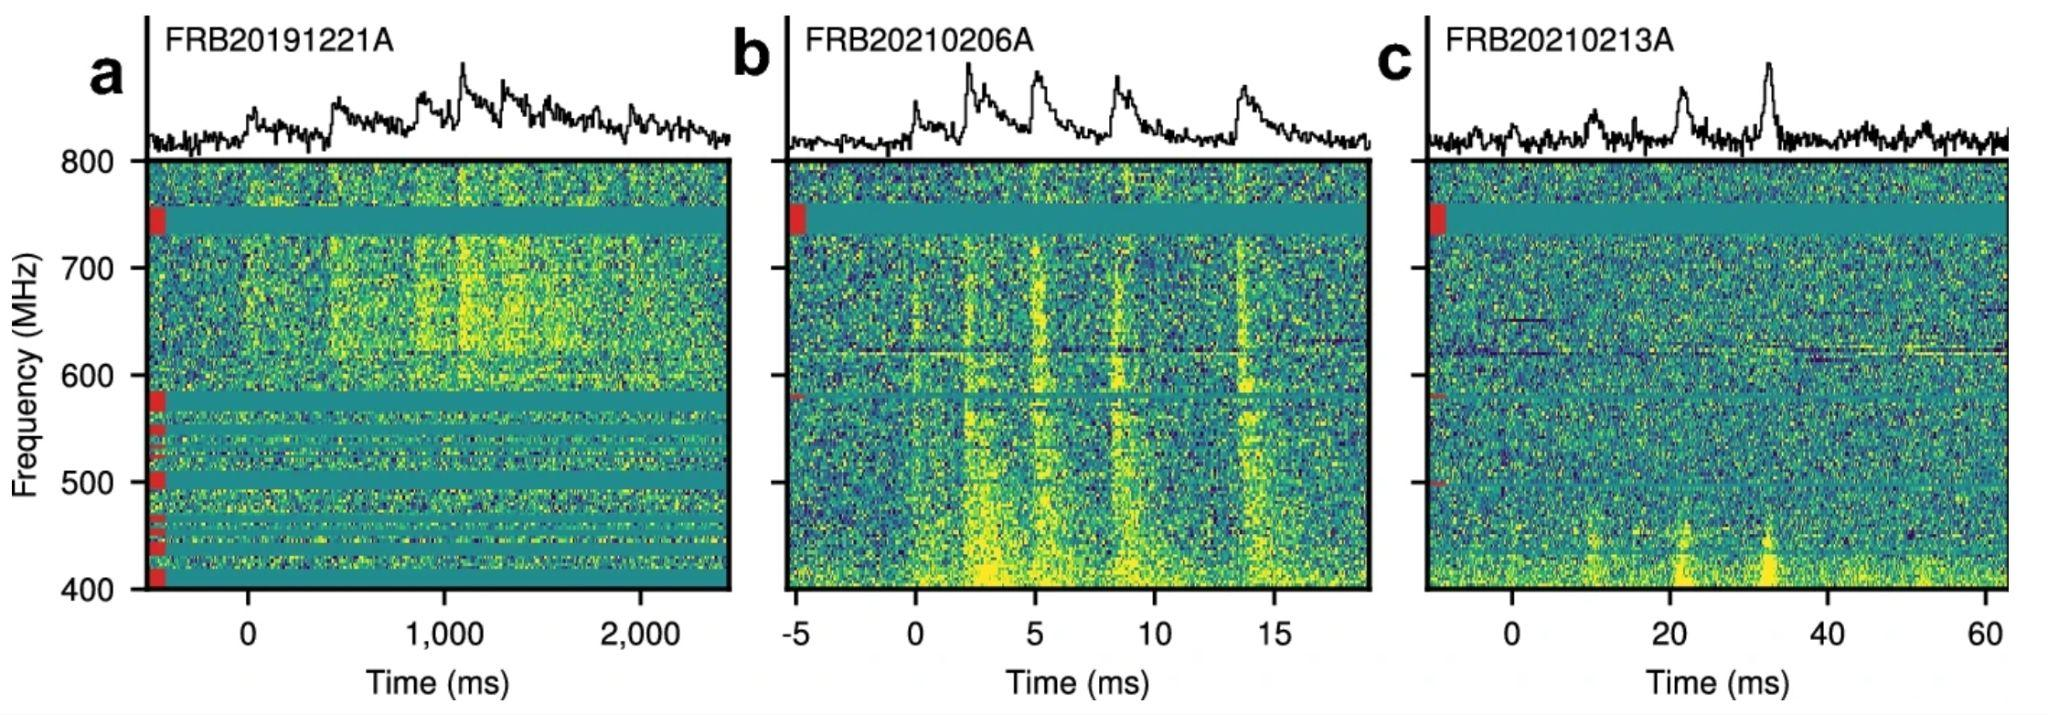 a
FRB20191221A
b
FRB20210206A
c
FRB20210213A
Frequency (MHz)
800
700
600
500
400
0 1,000 2,000
Time (ms)
-5 0 5 10 15
Time (ms)
0 20 40 60
Time (ms)